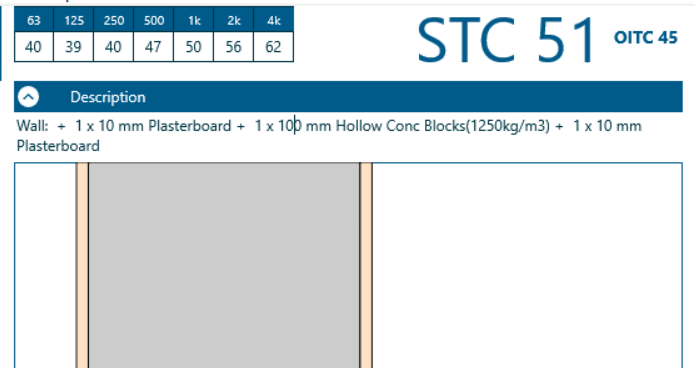 63 125 250 500 1k 2k 4k
40 39 40 47 50 56 62
STC 51 OITC 45
Description
Wall: + 1 x 10 mm Plasterboard + 1 x 100 mm Hollow Conc Blocks(1250kg/m3) + 1 x 10 mm
Plasterboard